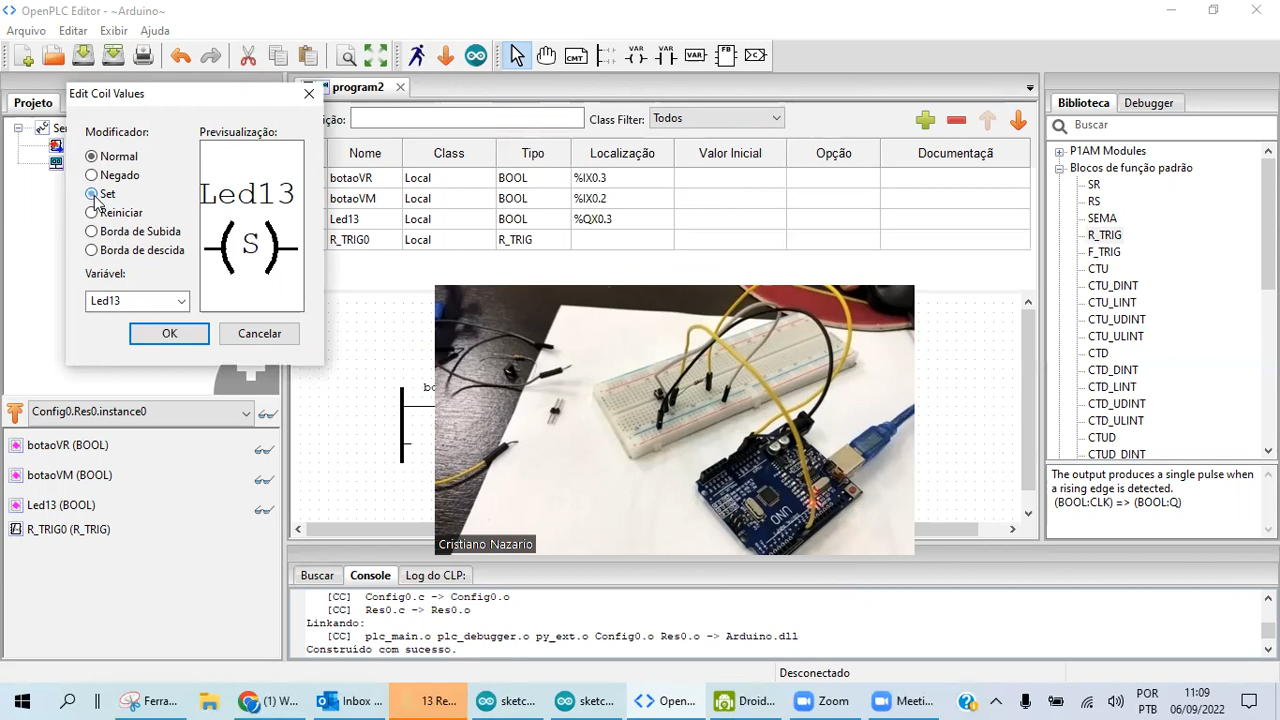 OpenPLC Editor - ~Arduino~
Arquivo Editar Exibir Ajuda
CMT VAR VAR VAR FB VAR
Projeto
program2
Biblioteca Debugger
Edit Coil Values
Modificador:
Normal
Negado
Set
Reiniciar
Borda de Subida
Borda de descida
Variável:
Led13
OK Cancelar
Previsualização:
Led13
(S)
Class Filter: Todos
Nome Class Tipo Localização Valor Inicial Opção Documentaçã
botaoVR Local BOOL %IX0.3
botaoVM Local BOOL %IX0.2
Led13 Local BOOL %QX0.3
R_TRIG0 Local R_TRIG
Buscar
P1AM Modules
Blocos de função padrão
SR
RS
SEMA
R_TRIG
F_TRIG
CTU
CTU_DINT
CTU_LINT
CTU_UDINT
CTU_ULINT
CTD
CTD_DINT
CTD_LINT
CTD_UDINT
CTD_ULINT
CTUD
CTUD_DINT
The output produces a single pulse when
a rising edge is detected.
(BOOL:CLK) => (BOOL:Q)
Config0.Res0.instance0
botaoVR (BOOL)
botaoVM (BOOL)
Led13 (BOOL)
R_TRIG0 (R_TRIG)
UNO
Cristiano Nazario
Buscar Console Log do CLP:
[CC] Config0.c -> Config0.o
[CC] Res0.c -> Res0.o
Linkando:
[CC] plc_main.o plc_debugger.o py_ext.o Config0.o Res0.o -> Arduino.dll
Construído com sucesso.
Desconectado
Ferra... (1) W... Inbox ... 13 Re... sketc... sketc... Open... Droid... Zoom Meeti...
POR
PTB
11:09
06/09/2022